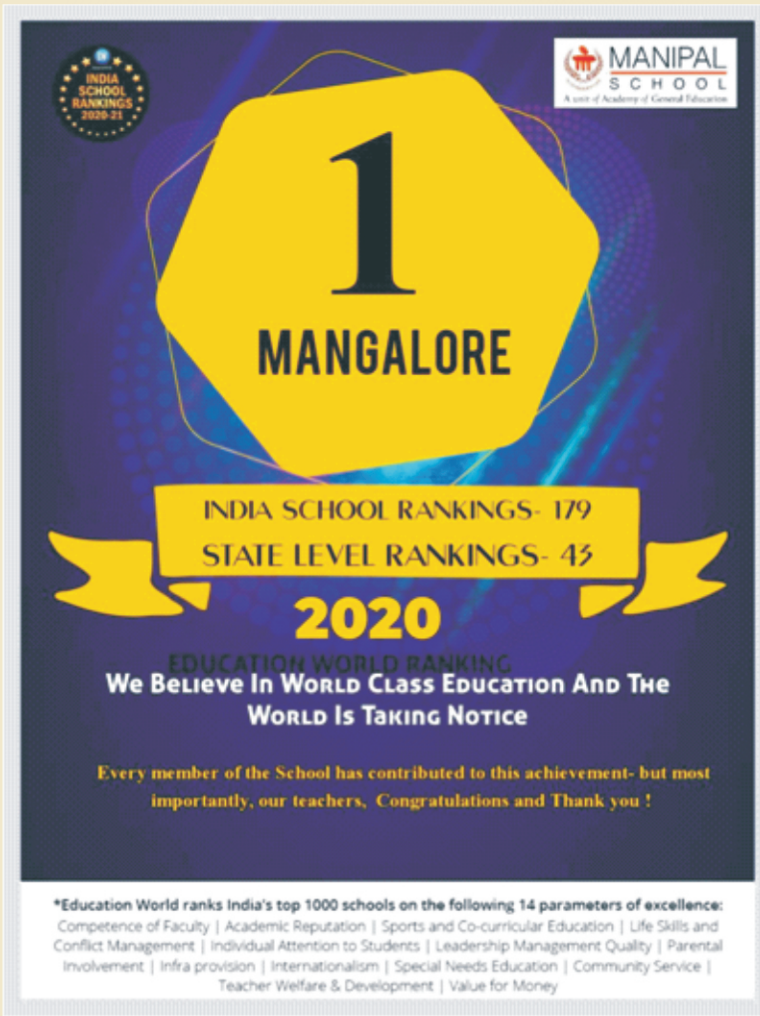 INDIA
SCHOOL
RANKINGS
2020-21
MANIPAL
SCHOOL
A unit of Academy of General Education
1
MANGALORE
INDIA SCHOOL RANKINGS- 179
STATE LEVEL RANKINGS- 43
2020
EDUCATION WORLD RANKING
We Believe In World Class Education And The
World Is Taking Notice
Every member of the School has contributed to this achievement- but most
importantly, our teachers, Congratulations and Thank you !
*Education World ranks India's top 1000 schools on the following 14 parameters of excellence:
Competence of Faculty | Academic Reputation | Sports and Co-curricular Education | Life Skills and
Conflict Management | Individual Attention to Students | Leadership Management Quality | Parental
Involvement | Infra provision | Internationalism | Special Needs Education | Community Service |
Teacher Welfare & Development | Value for Money